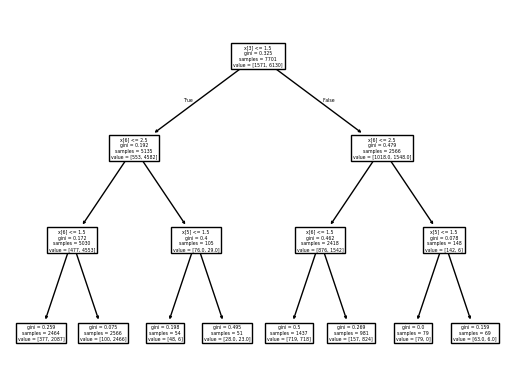 x[3] <= 1.5
gini = 0.325
samples = 7701
value = [1571, 6130]
True
False
x[6] <= 2.5
gini = 0.192
samples = 5135
value = [553, 4582]
x[6] <= 2.5
gini = 0.479
samples = 2566
value = [1018.0, 1548.0]
x[6] <= 1.5
gini = 0.172
samples = 5030
value = [477, 4553]
x[5] <= 1.5
gini = 0.4
samples = 105
value = [76.0, 29.0]
x[6] <= 1.5
gini = 0.462
samples = 2418
value = [876, 1542]
x[5] <= 1.5
gini = 0.078
samples = 148
value = [142, 6]
gini = 0.259
samples = 2464
value = [377, 2087]
gini = 0.075
samples = 2566
value = [100, 2466]
gini = 0.198
samples = 54
value = [48, 6]
gini = 0.495
samples = 51
value = [28.0, 23.0]
gini = 0.5
samples = 1437
value = [719, 718]
gini = 0.269
samples = 981
value = [157, 824]
gini = 0.0
samples = 79
value = [79, 0]
gini = 0.159
samples = 69
value = [63.0, 6.0]